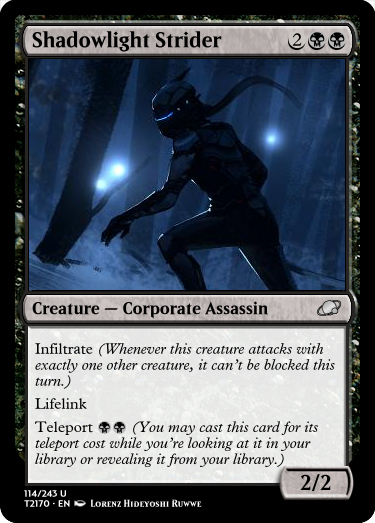 Shadowlight Strider 2
Creature — Corporate Assassin
Infiltrate (Whenever this creature attacks with
exactly one other creature, it can't be blocked this
turn.)
Lifelink
Teleport (You may cast this card for its
teleport cost while you're looking at it in your
library or revealing it from your library.)
2/2
114/243 U
T2170 · EN Lorenz Hideyoshi Ruwwe